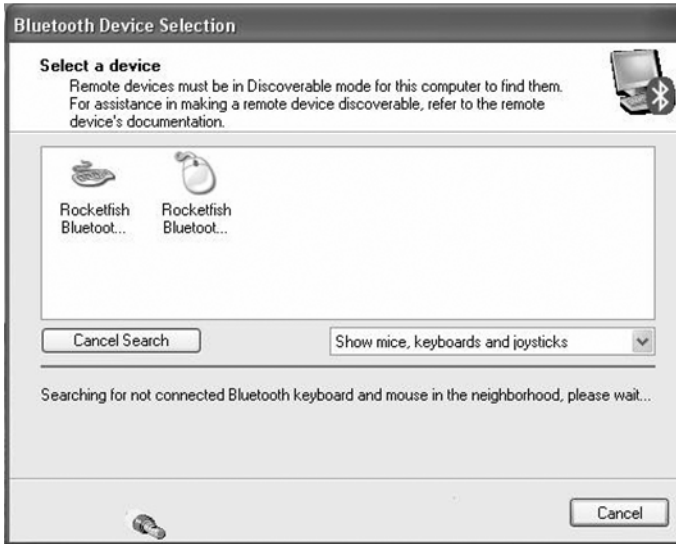 Bluetooth Device Selection
Select a device
Remote devices must be in Discoverable mode for this computer to find them.
For assistance in making a remote device discoverable, refer to the remote
device's documentation.
Rocketfish
Bluetoot...
Rocketfish
Bluetoot...
Cancel Search
Show mice, keyboards and joysticks
Searching for not connected Bluetooth keyboard and mouse in the neighborhood, please wait...
Cancel